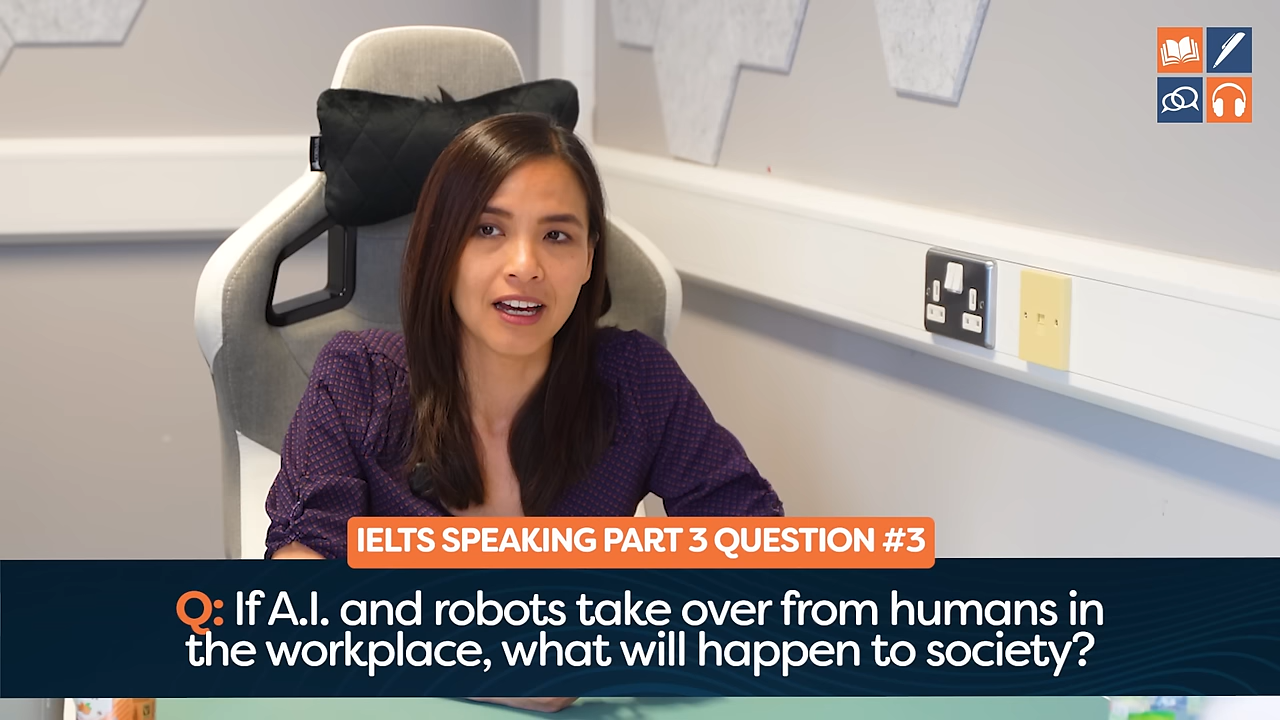 IELTS SPEAKING PART 3 QUESTION #3
Q: If A.I. and robots take over from humans in
the workplace, what will happen to society?